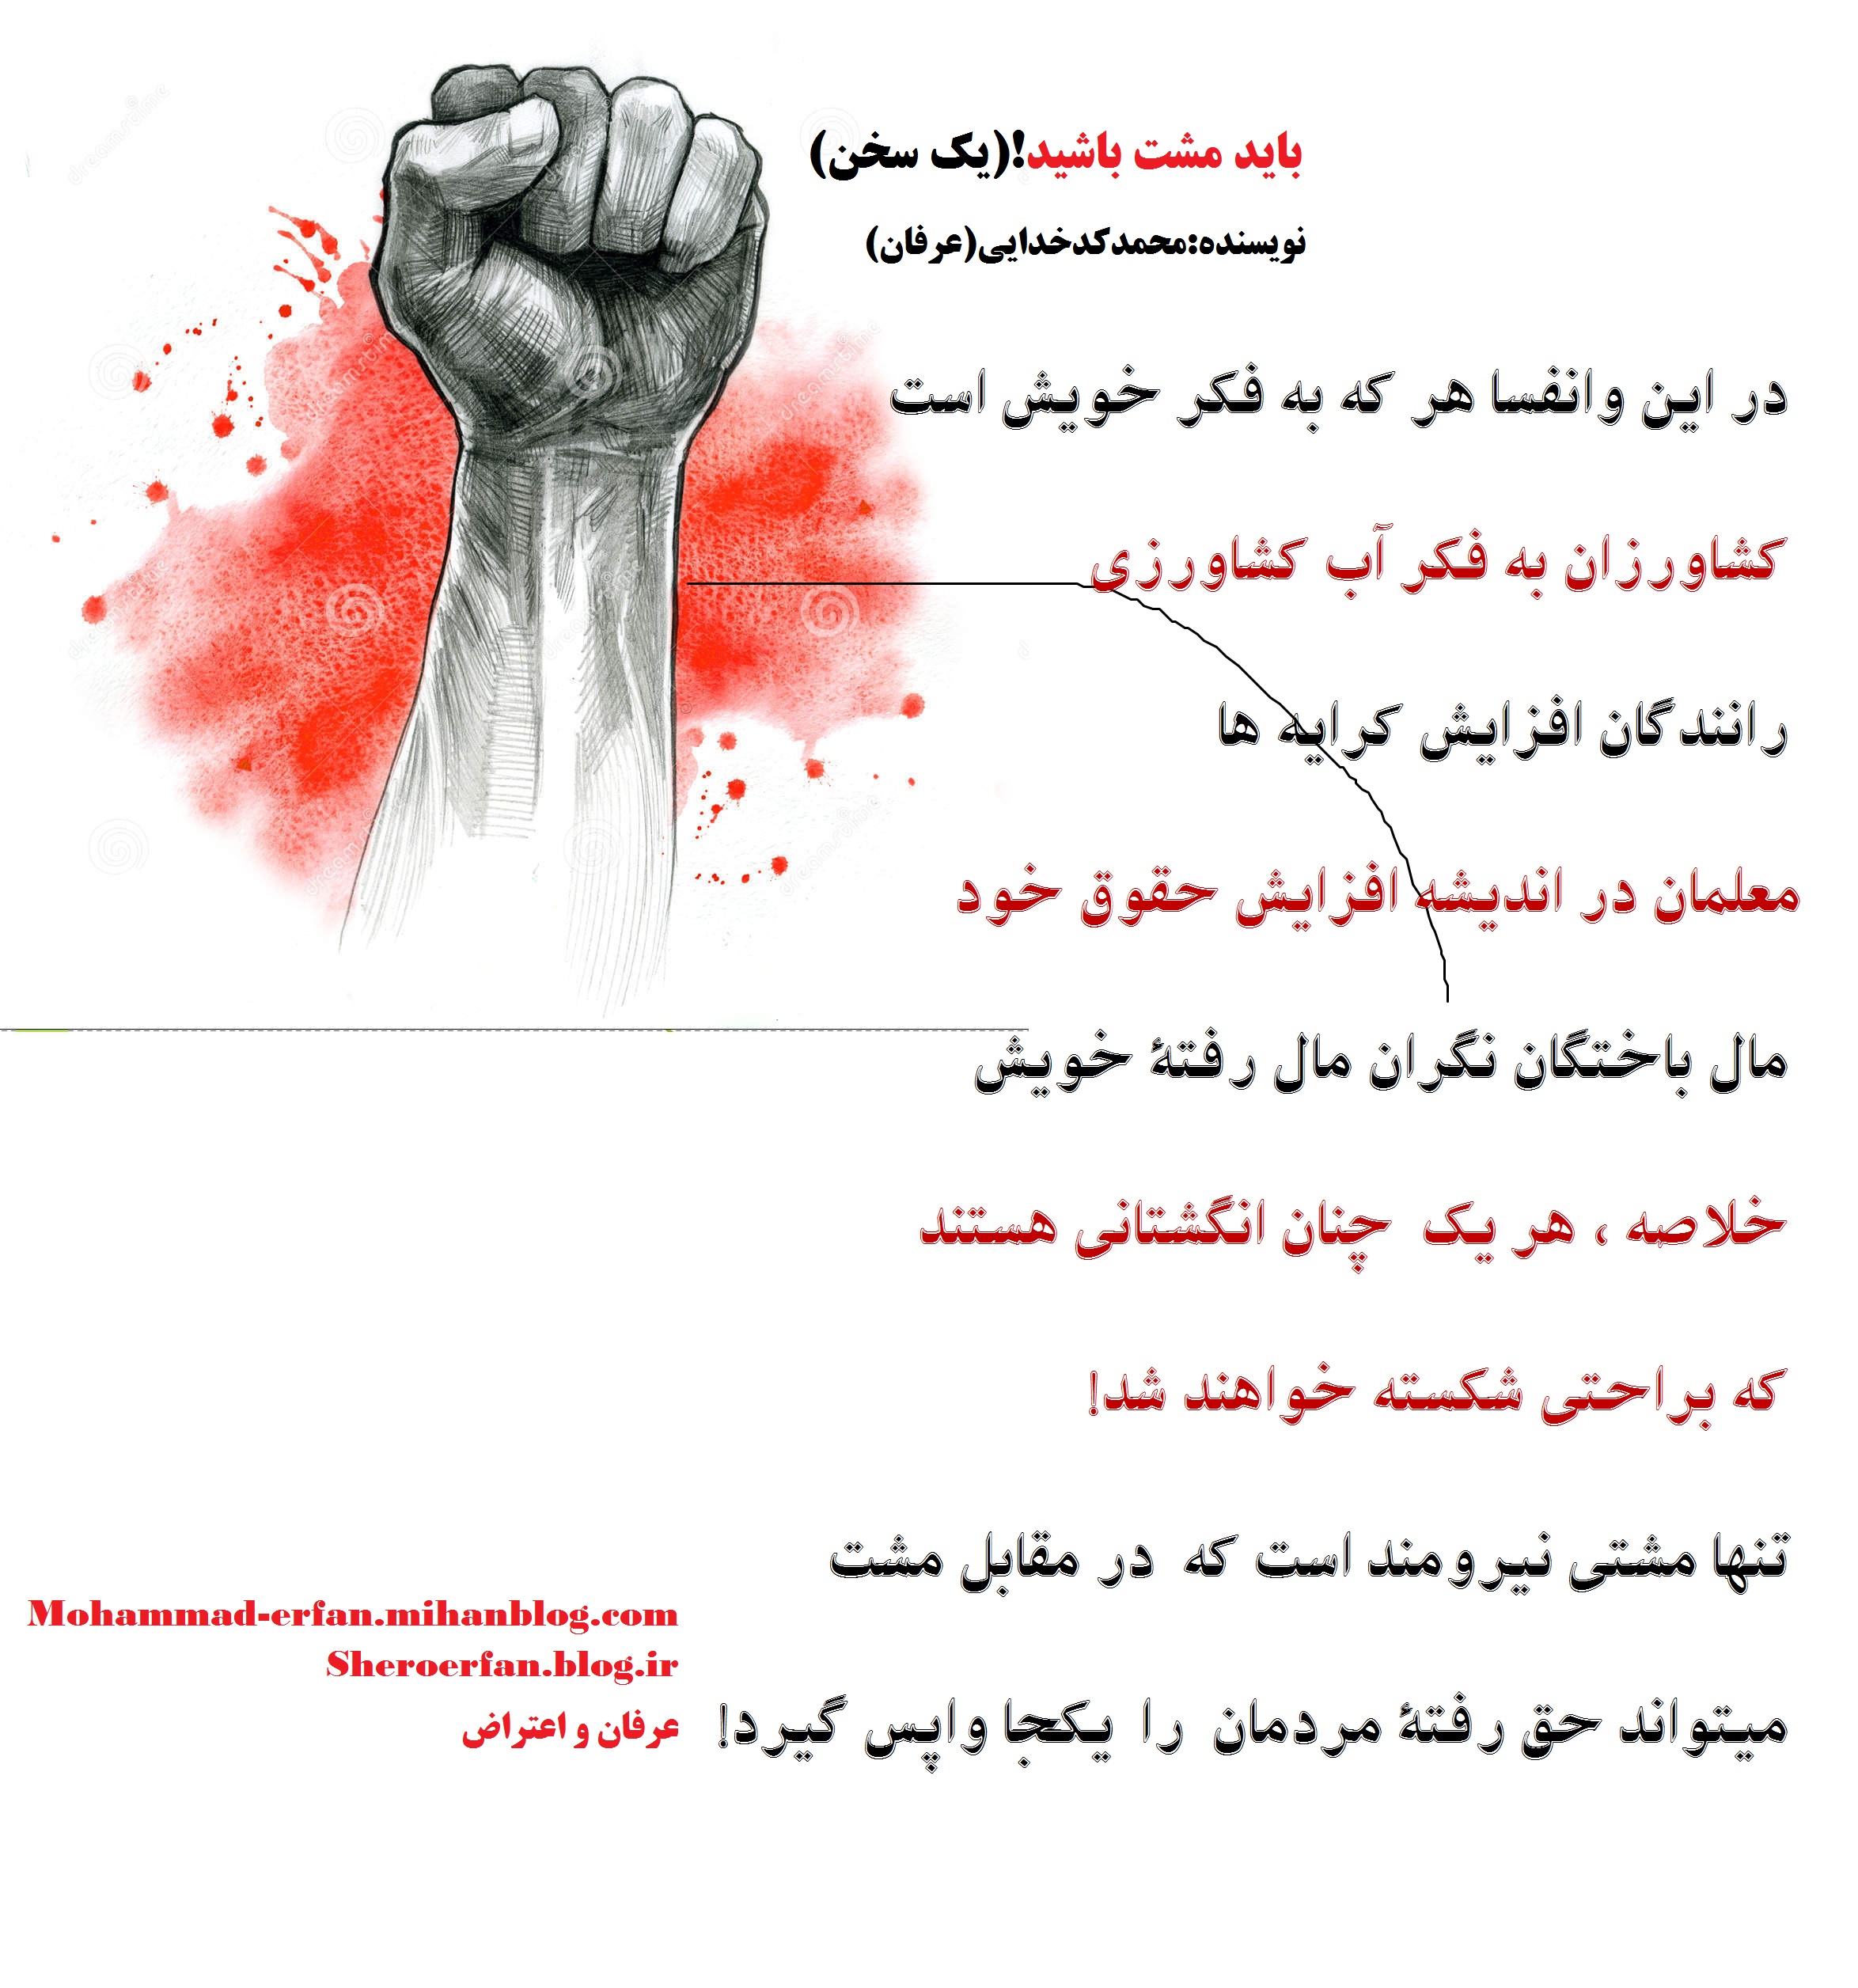 باید مشت باشید!(یک سخن)
نویسنده:محمدکدخدایی(عرفان)
در این وانفسا هر که به فکر خویش است
کشاورزان به فکر آب کشاورزی
رانندگان افزایش کرایه ها
معلمان در اندیشه افزایش حقوق خود
مال باختگان نگران مال رفتهٔ خویش
خلاصه ، هر یک چنان انگشتانی هستند
که براحتی شکسته خواهند شد!
تنها مشتی نیرومند است که در مقابل مشت
میتواند حق رفتهٔ مردمان را یکجا واپس گیرد!
Mohammad-erfan.mihanblog.com
Sheroerfan.blog.ir
عرفان و اعتراض
dreamstime